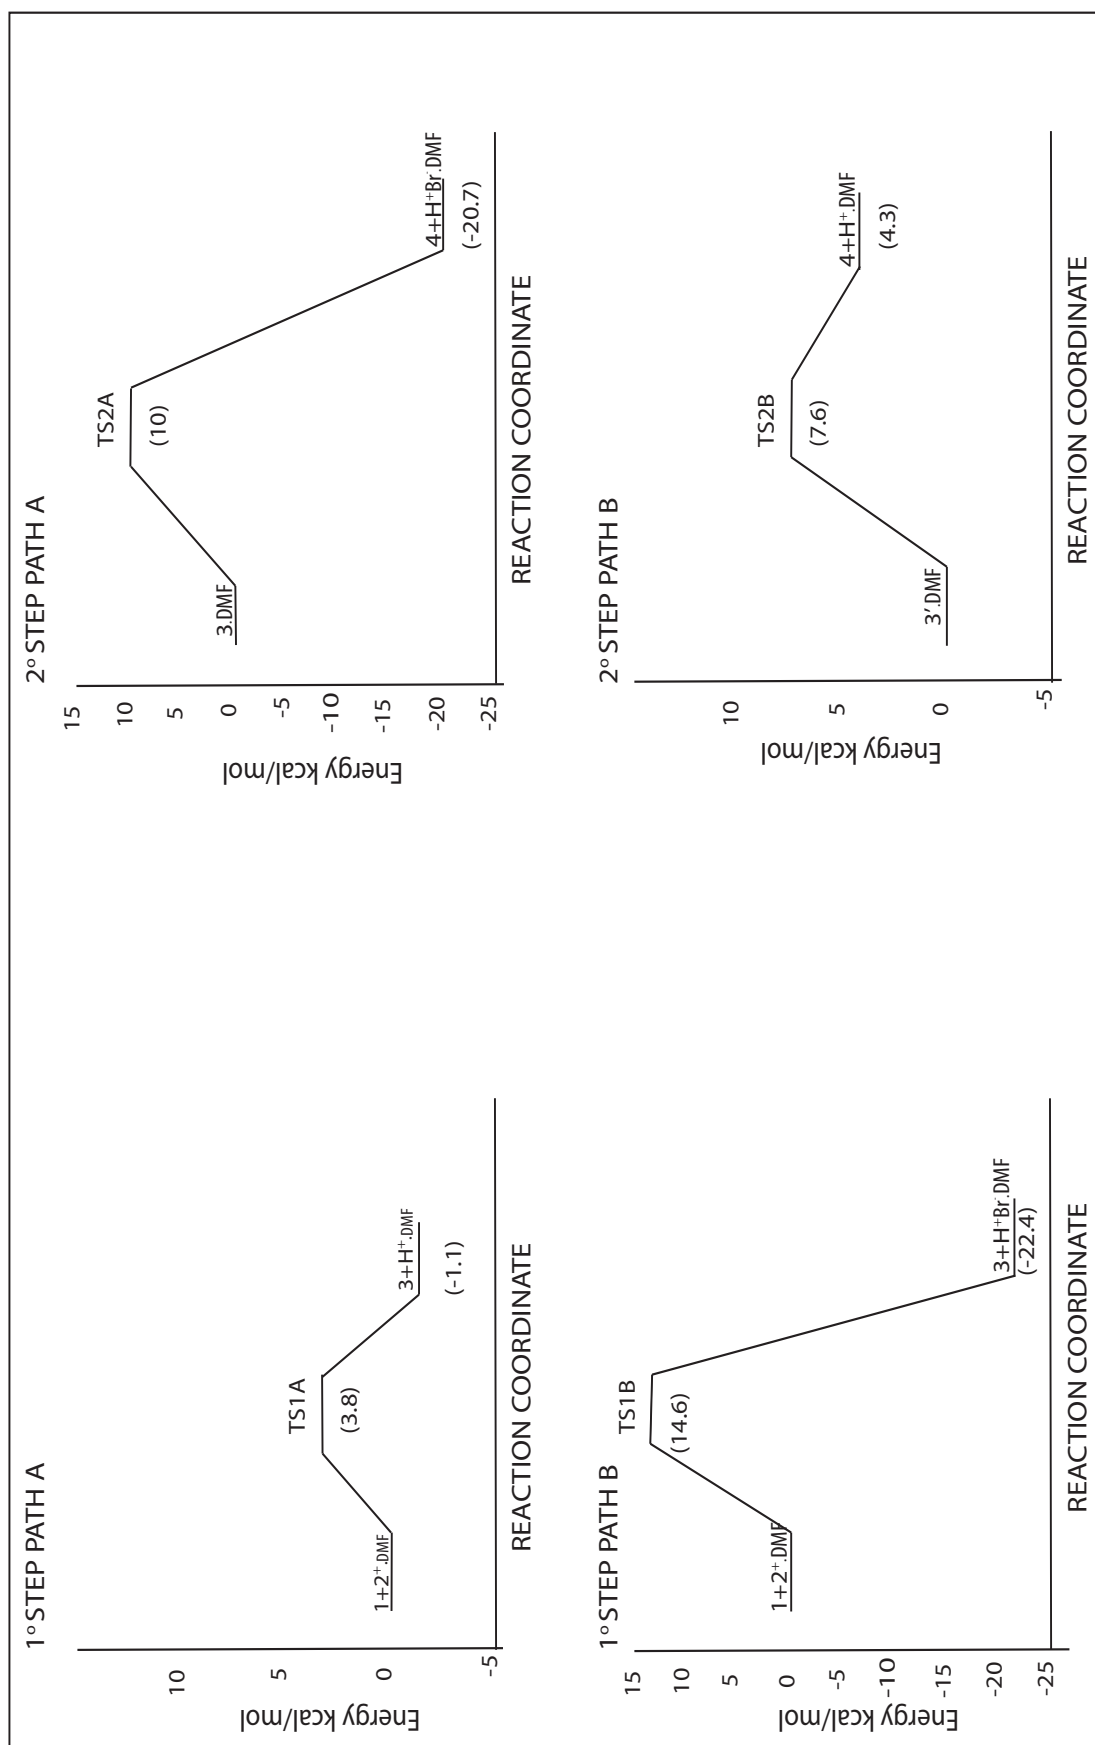 1º STEP PATH A
Energy kcal/mol
10
5
0
-5
1+2⁺.DMF
TS1A
(3.8)
3+H⁺.DMF
(-1.1)
REACTION COORDINATE
2º STEP PATH A
Energy kcal/mol
15
10
5
0
-5
-10
-15
-20
-25
3.DMF
TS2A
(10)
4+H⁺Br⁻.DMF
(-20.7)
REACTION COORDINATE
1º STEP PATH B
Energy kcal/mol
15
10
5
0
-5
-10
-15
-20
-25
1+2⁺.DMF
TS1B
(14.6)
3+H⁺Br⁻.DMF
(-22.4)
REACTION COORDINATE
2º STEP PATH B
Energy kcal/mol
10
5
0
-5
3'.DMF
TS2B
(7.6)
4+H⁺.DMF
(4.3)
REACTION COORDINATE